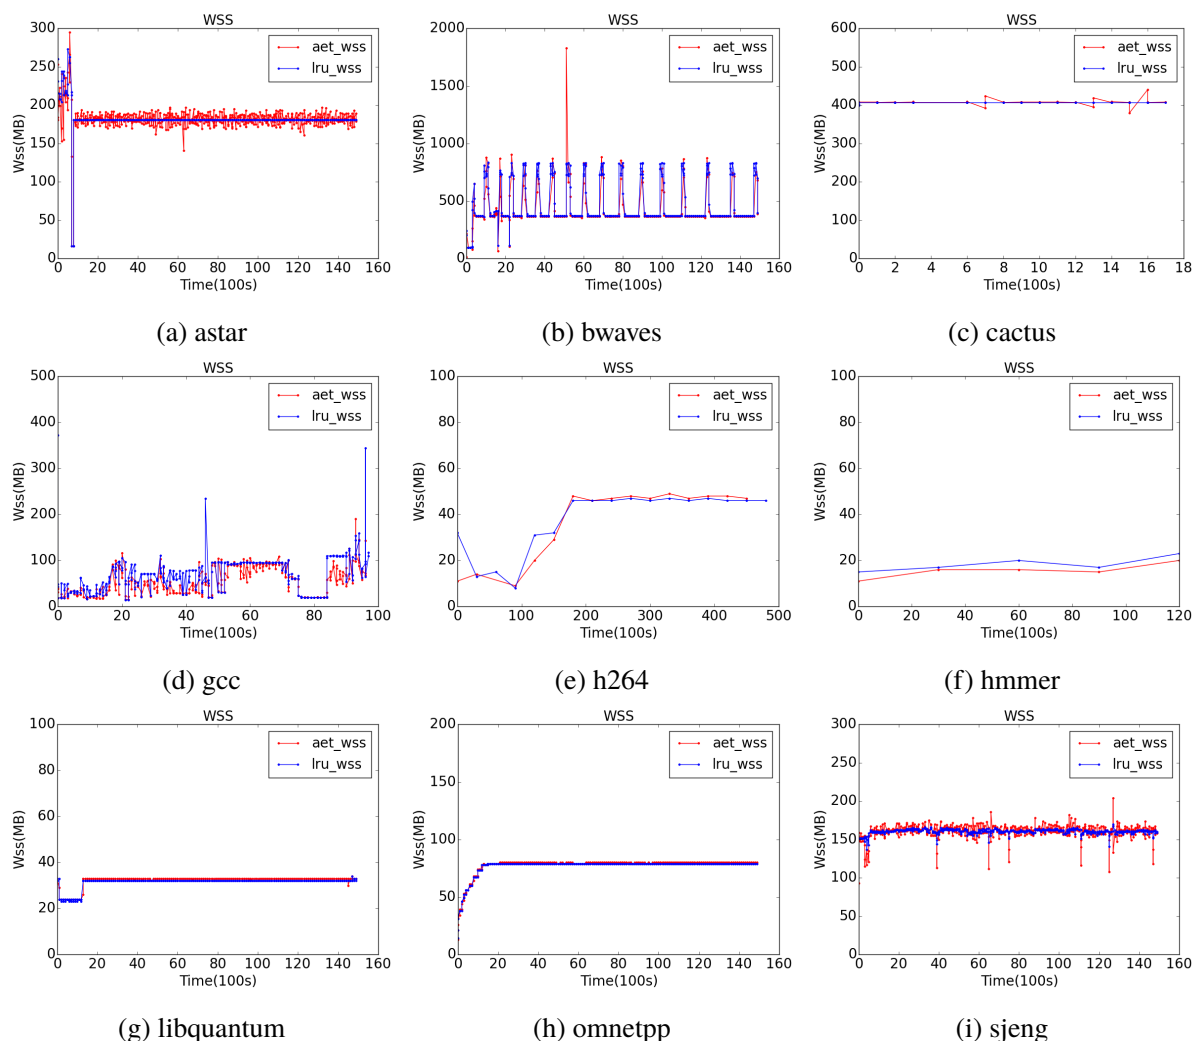 WSS
300
250
200
150
100
50
0
Wss(MB)
aet_wss
lru_wss
0 20 40 60 80 100 120 140 160
Time(100s)
(a) astar
WSS
2000
1500
1000
500
0
Wss(MB)
aet_wss
lru_wss
0 20 40 60 80 100 120 140 160
Time(100s)
(b) bwaves
WSS
600
500
400
300
200
100
0
Wss(MB)
aet_wss
lru_wss
0 2 4 6 8 10 12 14 16 18
Time(100s)
(c) cactus
WSS
500
400
300
200
100
0
Wss(MB)
aet_wss
lru_wss
0 20 40 60 80 100
Time(100s)
(d) gcc
WSS
100
80
60
40
20
0
Wss(MB)
aet_wss
lru_wss
0 100 200 300 400 500
Time(100s)
(e) h264
WSS
100
80
60
40
20
0
Wss(MB)
aet_wss
lru_wss
0 20 40 60 80 100 120
Time(100s)
(f) hmmer
WSS
100
80
60
40
20
0
Wss(MB)
aet_wss
lru_wss
0 20 40 60 80 100 120 140 160
Time(100s)
(g) libquantum
WSS
200
150
100
50
0
Wss(MB)
aet_wss
lru_wss
0 20 40 60 80 100 120 140 160
Time(100s)
(h) omnetpp
WSS
300
250
200
150
100
50
0
Wss(MB)
aet_wss
lru_wss
0 20 40 60 80 100 120 140 160
Time(100s)
(i) sjeng